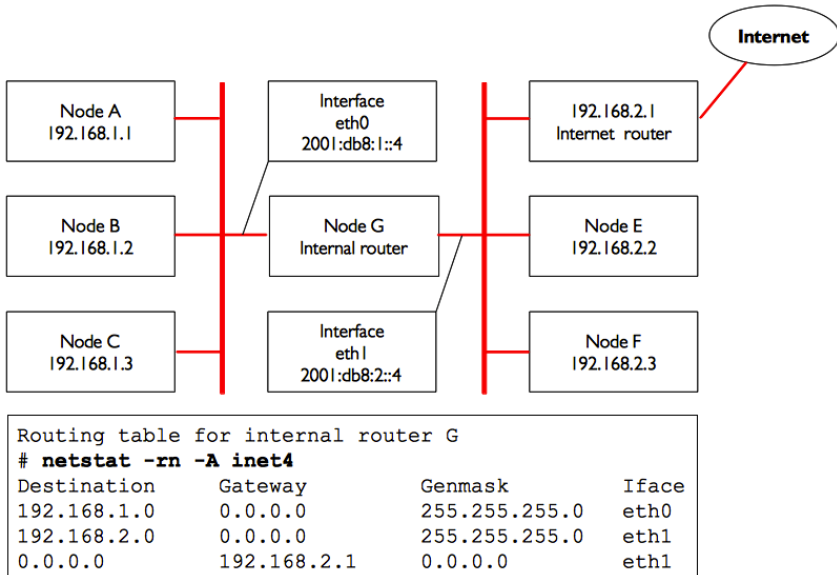 Internet
Node A
192.168.1.1
Interface
eth0
2001:db8:1::4
192.168.2.1
Internet router
Node B
192.168.1.2
Node G
Internal router
Node E
192.168.2.2
Node C
192.168.1.3
Interface
eth1
2001:db8:2::4
Node F
192.168.2.3
Routing table for internal router G
# netstat -rn -A inet4
Destination Gateway Genmask Iface
192.168.1.0 0.0.0.0 255.255.255.0 eth0
192.168.2.0 0.0.0.0 255.255.255.0 eth1
0.0.0.0 192.168.2.1 0.0.0.0 eth1